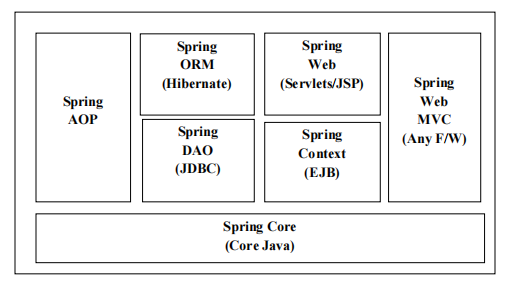 Spring
AOP
Spring
ORM
(Hibernate)
Spring
DAO
(JDBC)
Spring
Web
(Servlets/JSP)
Spring
Context
(EJB)
Spring
Web
MVC
(Any F/W)
Spring Core
(Core Java)